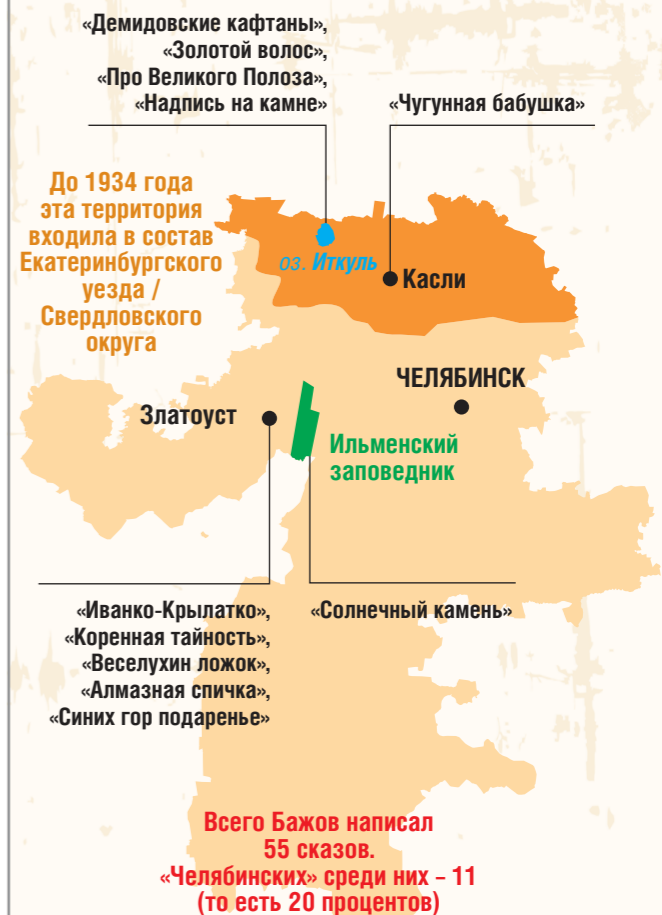 «Демидовские кафтаны»,
«Золотой волос»,
«Про Великого Полоза»,
«Надпись на камне»
«Чугунная бабушка»
До 1934 года
эта территория
входила в состав
Екатеринбургского
уезда /
Свердловского
округа
оз. Иткуль
Касли
ЧЕЛЯБИНСК
Златоуст
Ильменский
заповедник
«Иванко-Крылатко»,
«Коренная тайность»,
«Веселухин ложок»,
«Алмазная спичка»,
«Синих гор подаренье»
«Солнечный камень»
Всего Бажов написал
55 сказов.
«Челябинских» среди них – 11
(то есть 20 процентов)